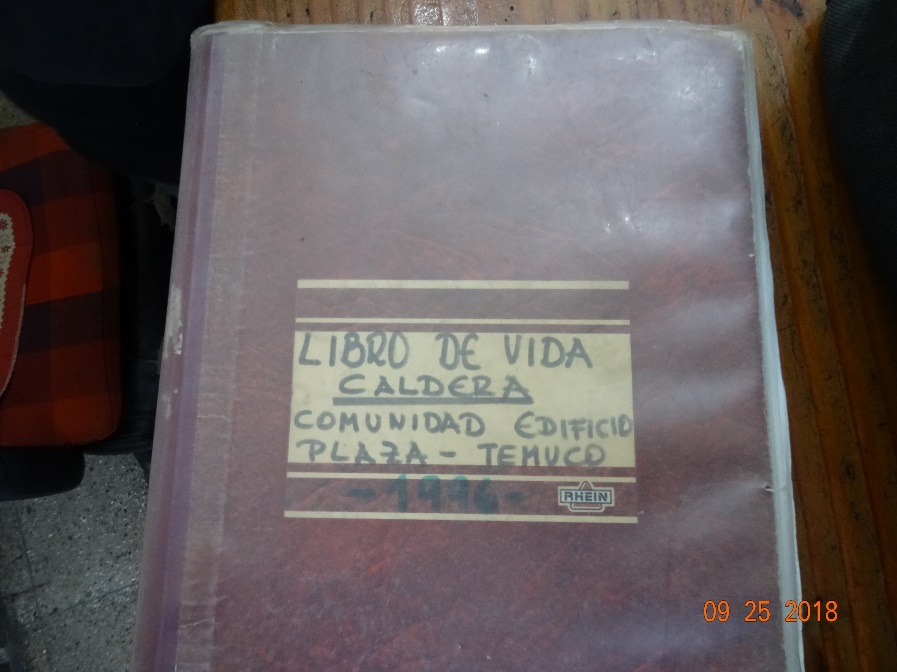 LIBRO DE VIDA
CALDERA
COMUNIDAD EDIFICIO
PLAZA - TEMUCO
- 1996 -
RHEIN
09 25 2018